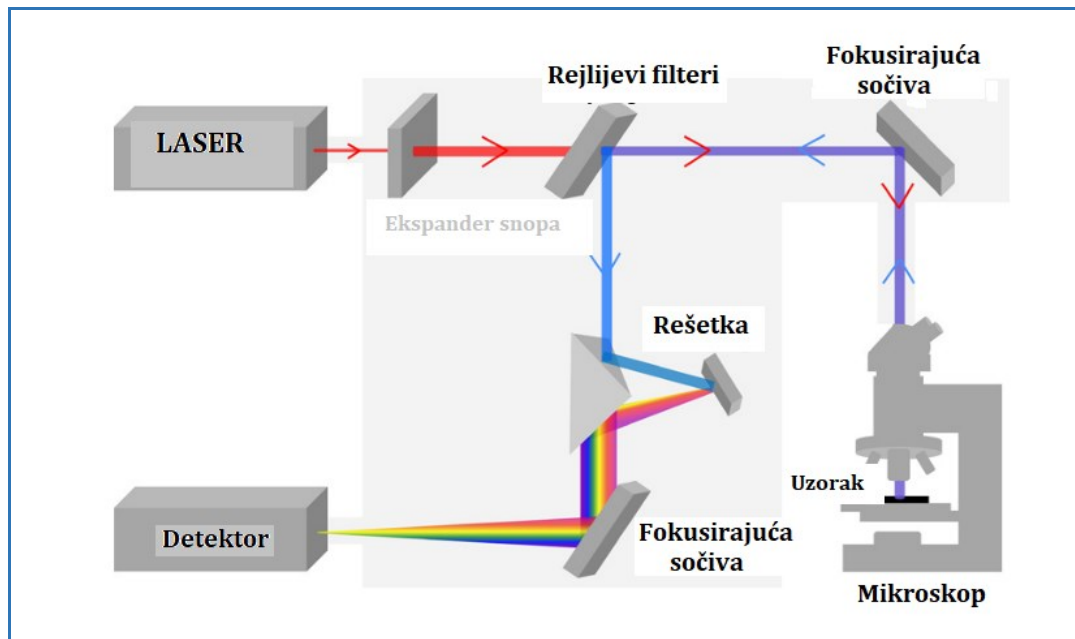 Fokusirajuća
sočiva
Rejlijevi filteri
LASER
Ekspander snopa
Rešetka
Uzorak
Detektor
Fokusirajuća
sočiva
Mikroskop